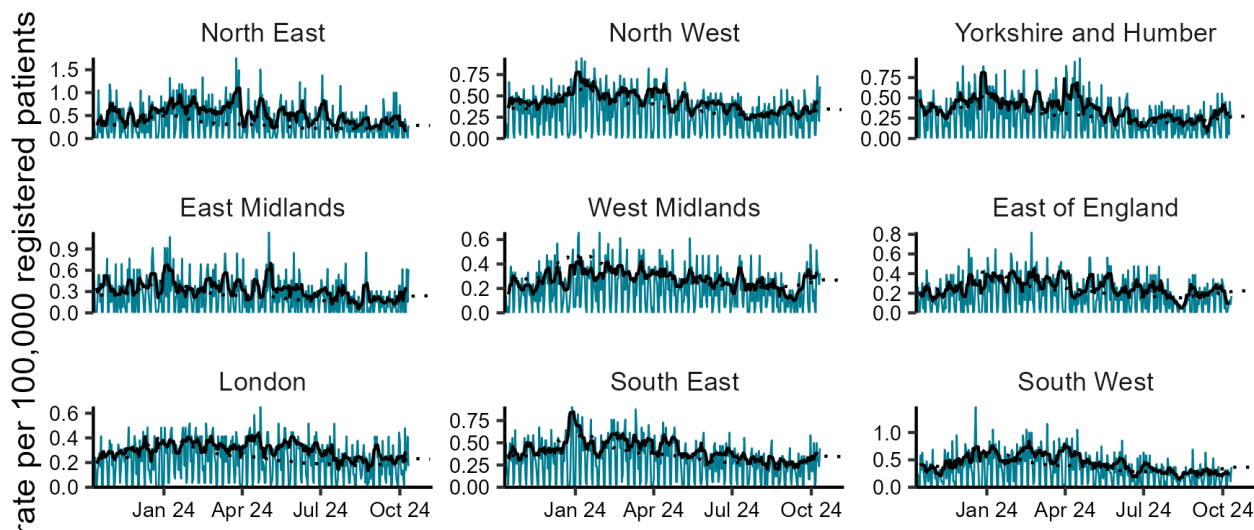 rate per 100,000 registered patients
North East
1.5
1.0
0.5
0.0
North West
0.75
0.50
0.25
0.00
Yorkshire and Humber
0.75
0.50
0.25
0.00
East Midlands
0.9
0.6
0.3
0.0
West Midlands
0.6
0.4
0.2
0.0
East of England
0.8
0.6
0.4
0.2
0.0
London
0.6
0.4
0.2
0.0
Jan 24 Apr 24 Jul 24 Oct 24
South East
0.75
0.50
0.25
0.00
Jan 24 Apr 24 Jul 24 Oct 24
South West
1.0
0.5
0.0
Jan 24 Apr 24 Jul 24 Oct 24